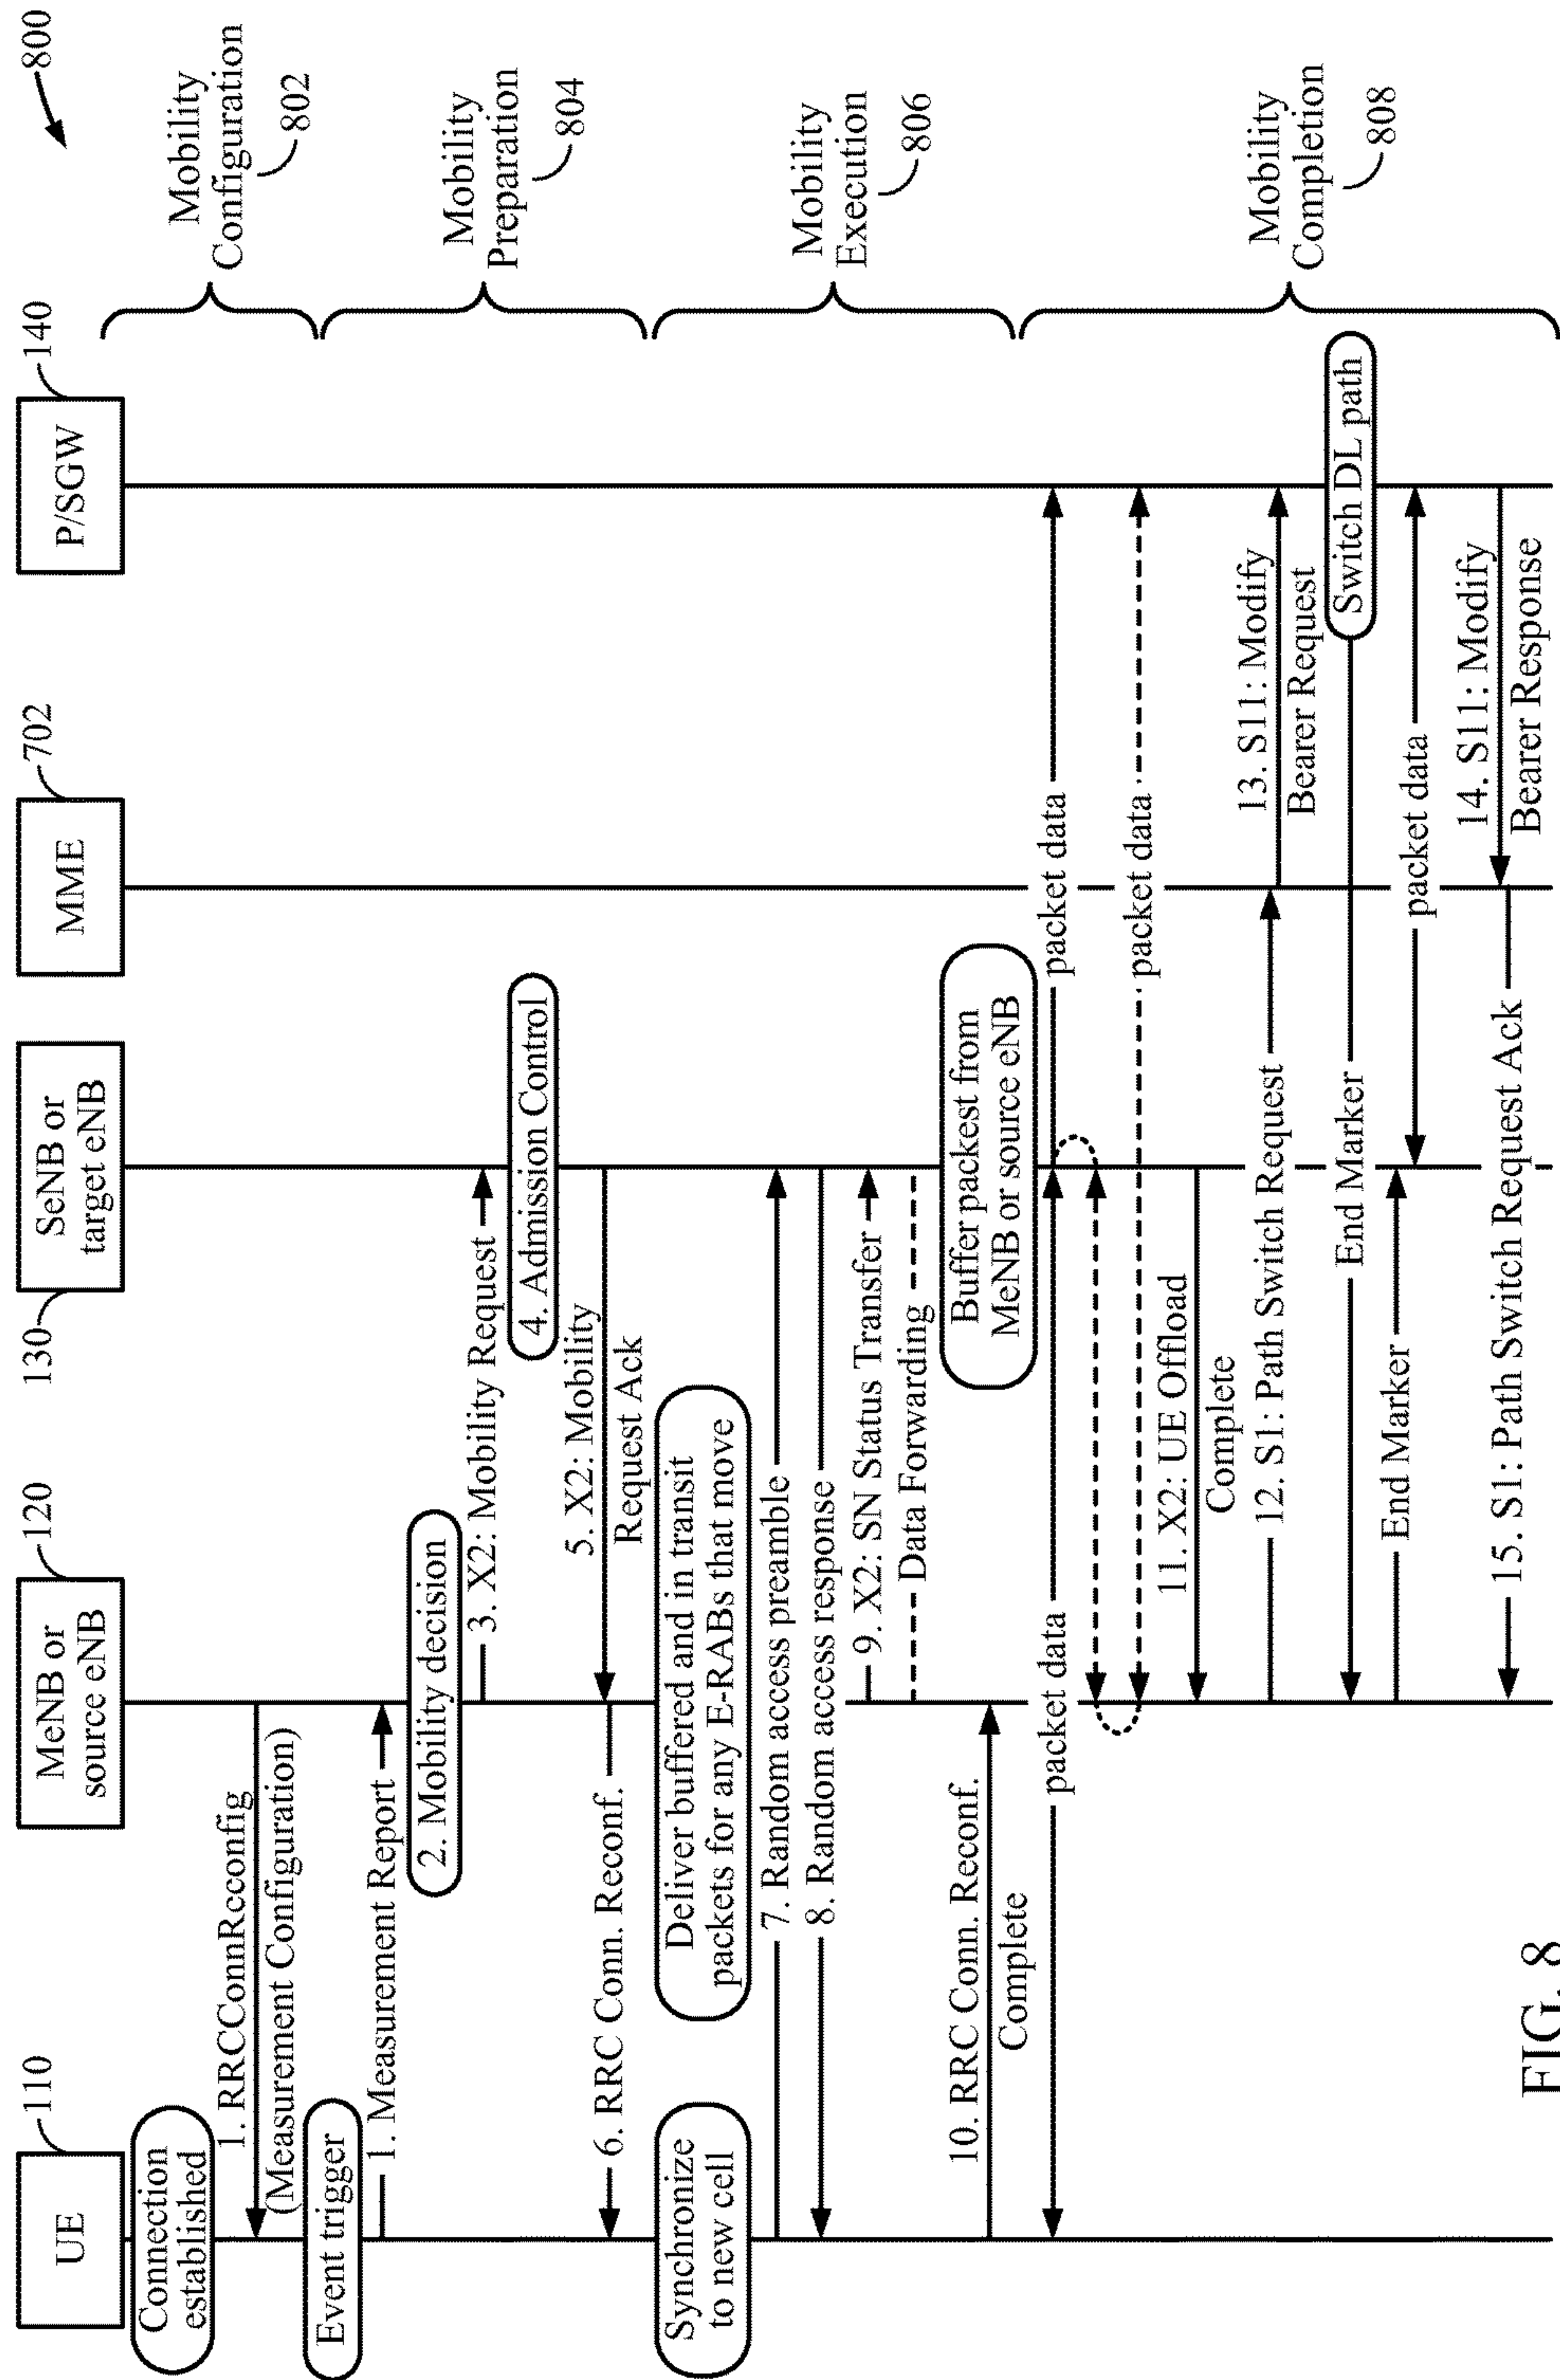 800
UE
110
MeNB or
source eNB
120
SeNB or
target eNB
130
MME
702
P/SGW
140
Mobility
Configuration
802
Connection
established
1. RRCConnRcconfig
(Measurement Configuration)
Event trigger
Mobility
Preparation
804
1. Measurement Report
2. Mobility decision
3. X2: Mobility Request
4. Admission Control
5. X2: Mobility
Request Ack
6. RRC Conn. Reconf.
Mobility
Execution
806
Synchronize
to new cell
Deliver buffered and in transit
packets for any E-RABs that move
7. Random access preamble
8. Random access response
9. X2: SN Status Transfer
Data Forwarding
Buffer packest from
MeNB or source eNB
10. RRC Conn. Reconf.
Complete
Mobility
Completion
808
packet data
packet data
packet data
11. X2: UE Offload
Complete
12. S1: Path Switch Request
13. S11: Modify
Bearer Request
Switch DL path
End Marker
End Marker
packet data
14. S11: Modify
Bearer Response
15. S1: Path Switch Request Ack
FIG. 8